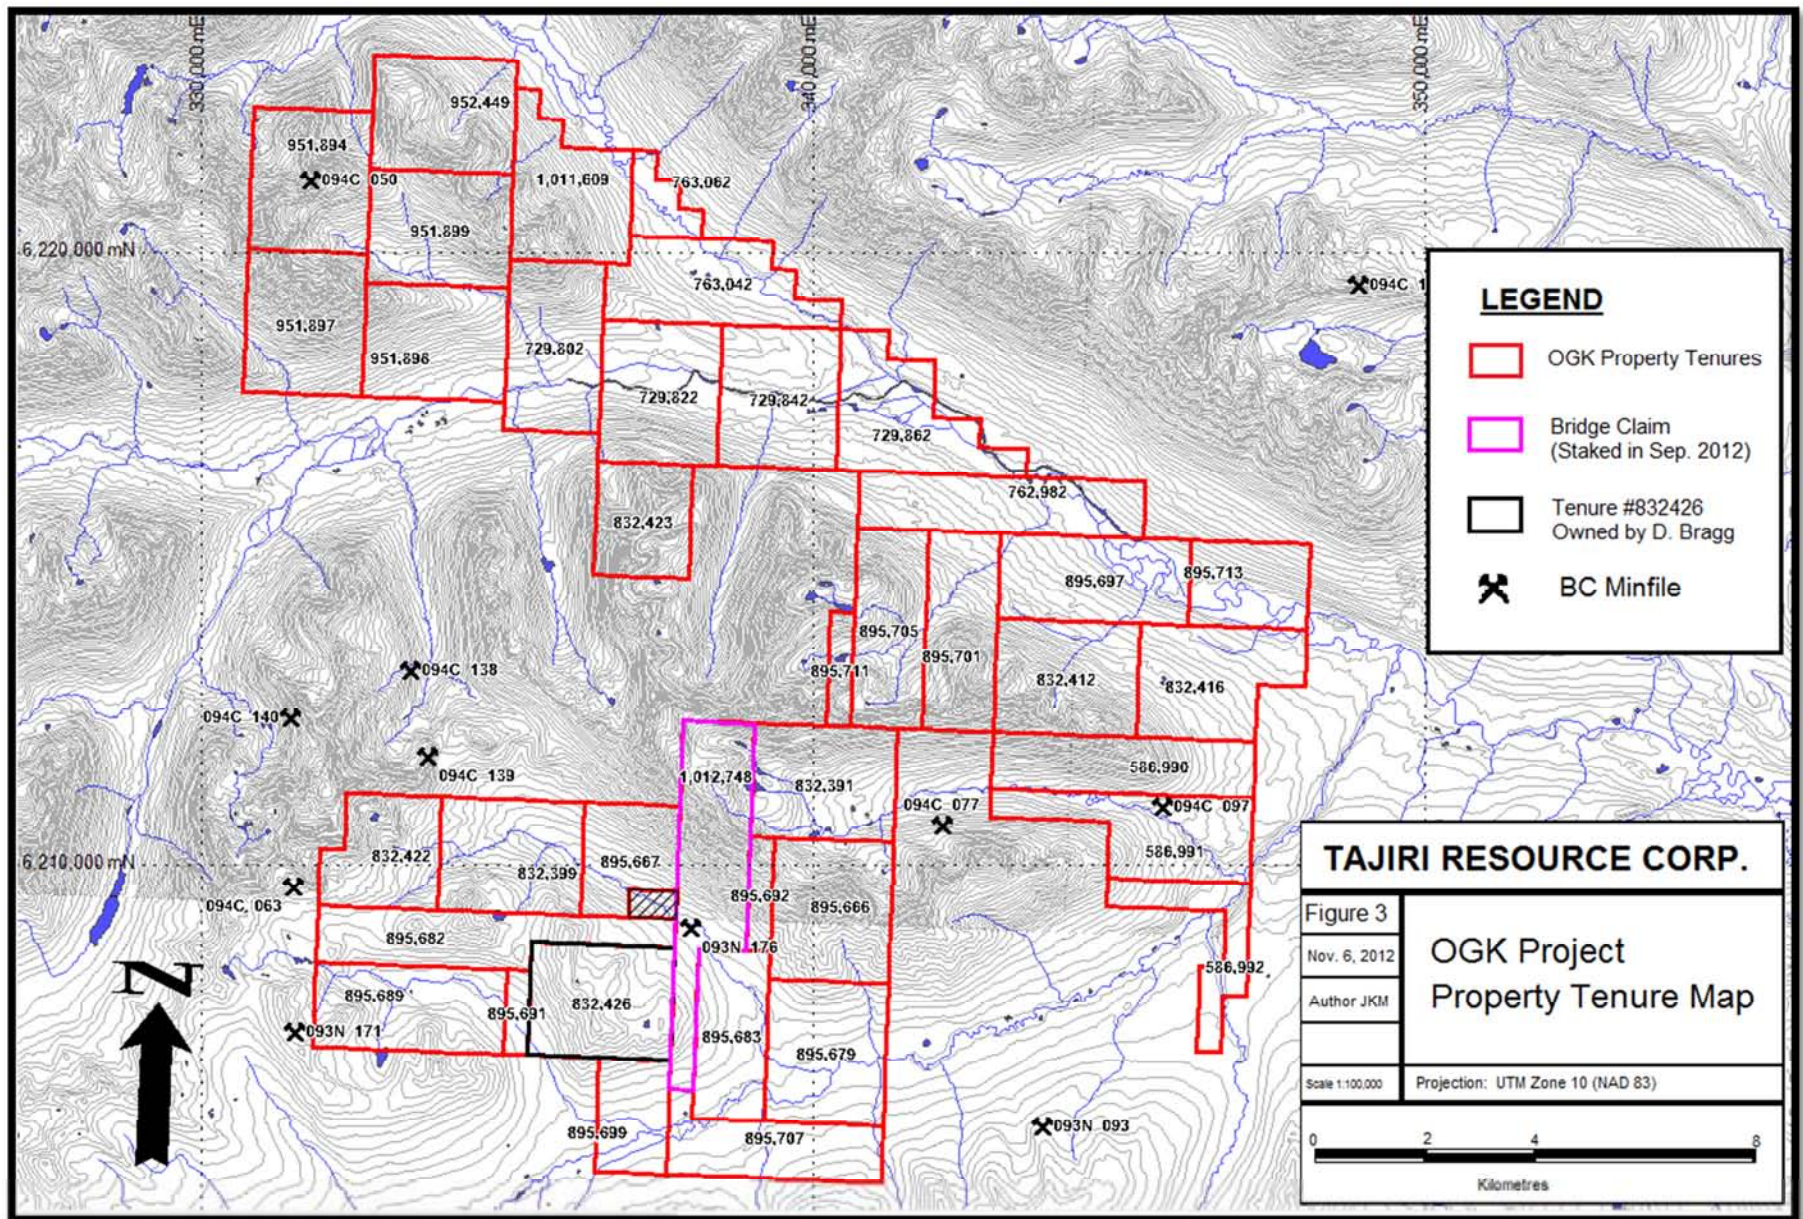 330,000 mE
340,000 mE
350,000 mE
952,449
951,894
094C 050
1,011,609
763,062
951,899
6,220,000 mN
763,042
094C 1
951,897
729,802
951,898
729,822
729,842
729,862
762,982
832,423
895,697
895,713
895,705
895,701
895,711
832,412
832,416
094C 138
094C 140
094C 139
1,012,748
832,391
586,990
094C 077
094C 097
6,210,000 mN
832,422
832,399
895,667
586,991
094C 063
895,692
895,666
895,682
093N 176
586,992
895,689
895,691
832,426
093N 171
895,683
895,679
895,699
895,707
093N 093
N
LEGEND
OGK Property Tenures
Bridge Claim
(Staked in Sep. 2012)
Tenure #832426
Owned by D. Bragg
BC Minfile
TAJIRI RESOURCE CORP.
Figure 3
Nov. 6, 2012
Author JKM
OGK Project
Property Tenure Map
Scale 1:100,000
Projection: UTM Zone 10 (NAD 83)
0 2 4 8
Kilometres